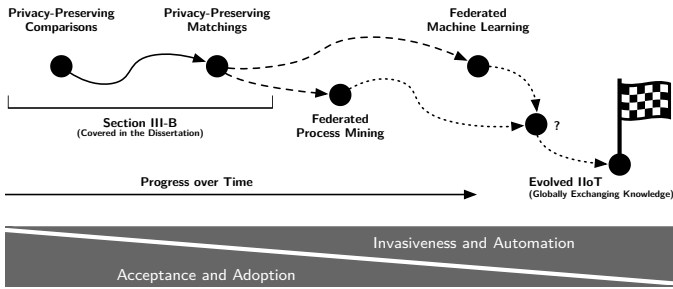 Privacy-Preserving
Comparisons
Privacy-Preserving
Matchings
Federated
Machine Learning
Section III-B
(Covered in the Dissertation)
Federated
Process Mining
?
Evolved IIoT
(Globally Exchanging Knowledge)
Progress over Time
Invasiveness and Automation
Acceptance and Adoption